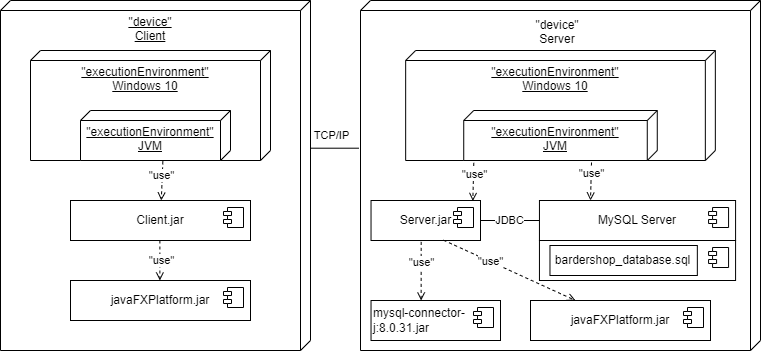 "device"
Client
"executionEnvironment"
Windows 10
"executionEnvironment"
JVM
"use"
Client.jar
"use"
javaFXPlatform.jar
TCP/IP
"device"
Server
"executionEnvironment"
Windows 10
"executionEnvironment"
JVM
"use"
"use"
Server.jar
JDBC
MySQL Server
bardershop_database.sql
"use"
"use"
mysql-connector-
j:8.0.31.jar
javaFXPlatform.jar